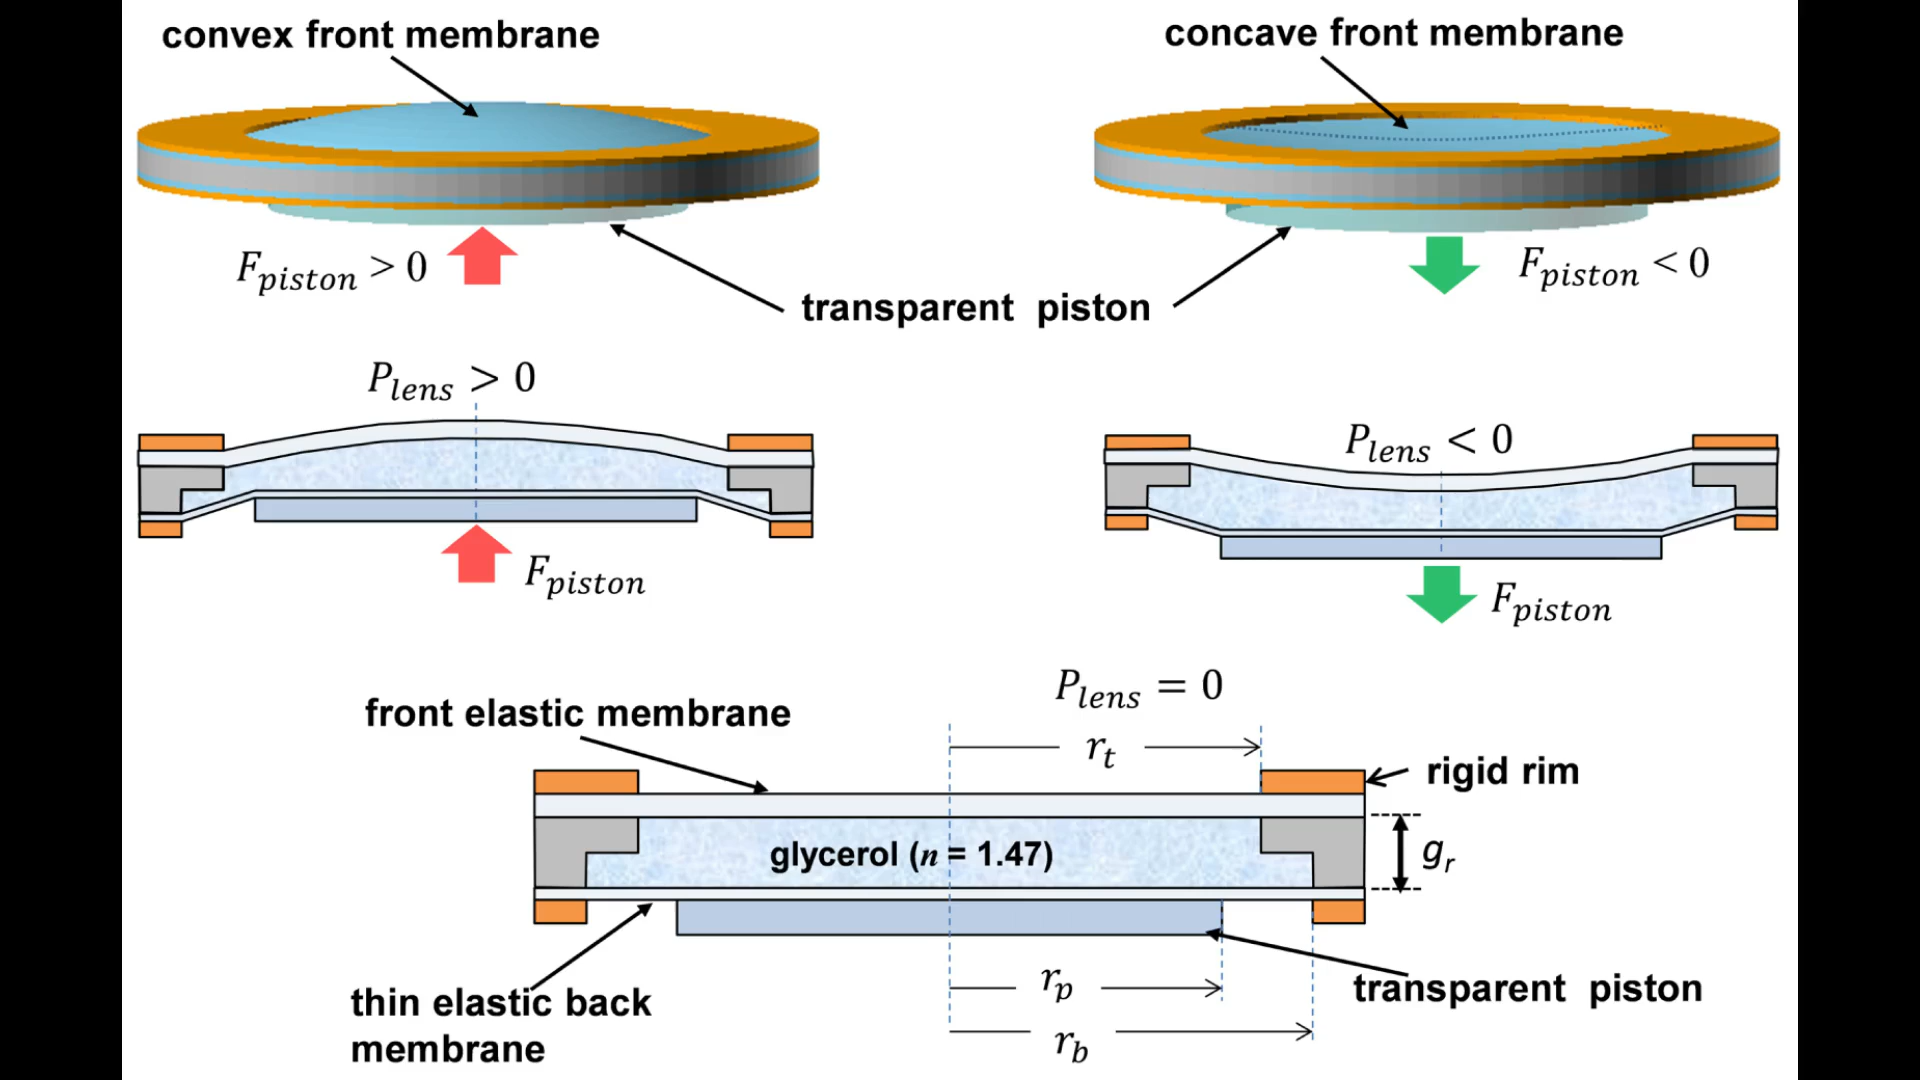 convex front membrane
concave front membrane
F_piston > 0
F_piston < 0
transparent piston
P_lens > 0
P_lens < 0
F_piston
F_piston
P_lens = 0
front elastic membrane
r_t
rigid rim
glycerol (n = 1.47)
g_r
r_p
transparent piston
thin elastic back
membrane
r_b